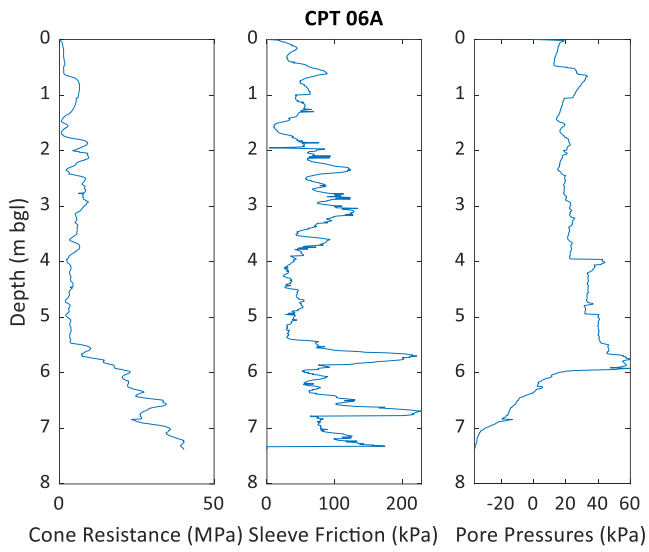 CPT 06A
0 0 0
1 1 1
2 2 2
3 3 3
4 4 4
5 5 5
6 6 6
7 7 7
8 8 8
Depth (m bgl)
0 50 0 100 200 -20 0 20 40 60
Cone Resistance (MPa) Sleeve Friction (kPa) Pore Pressures (kPa)